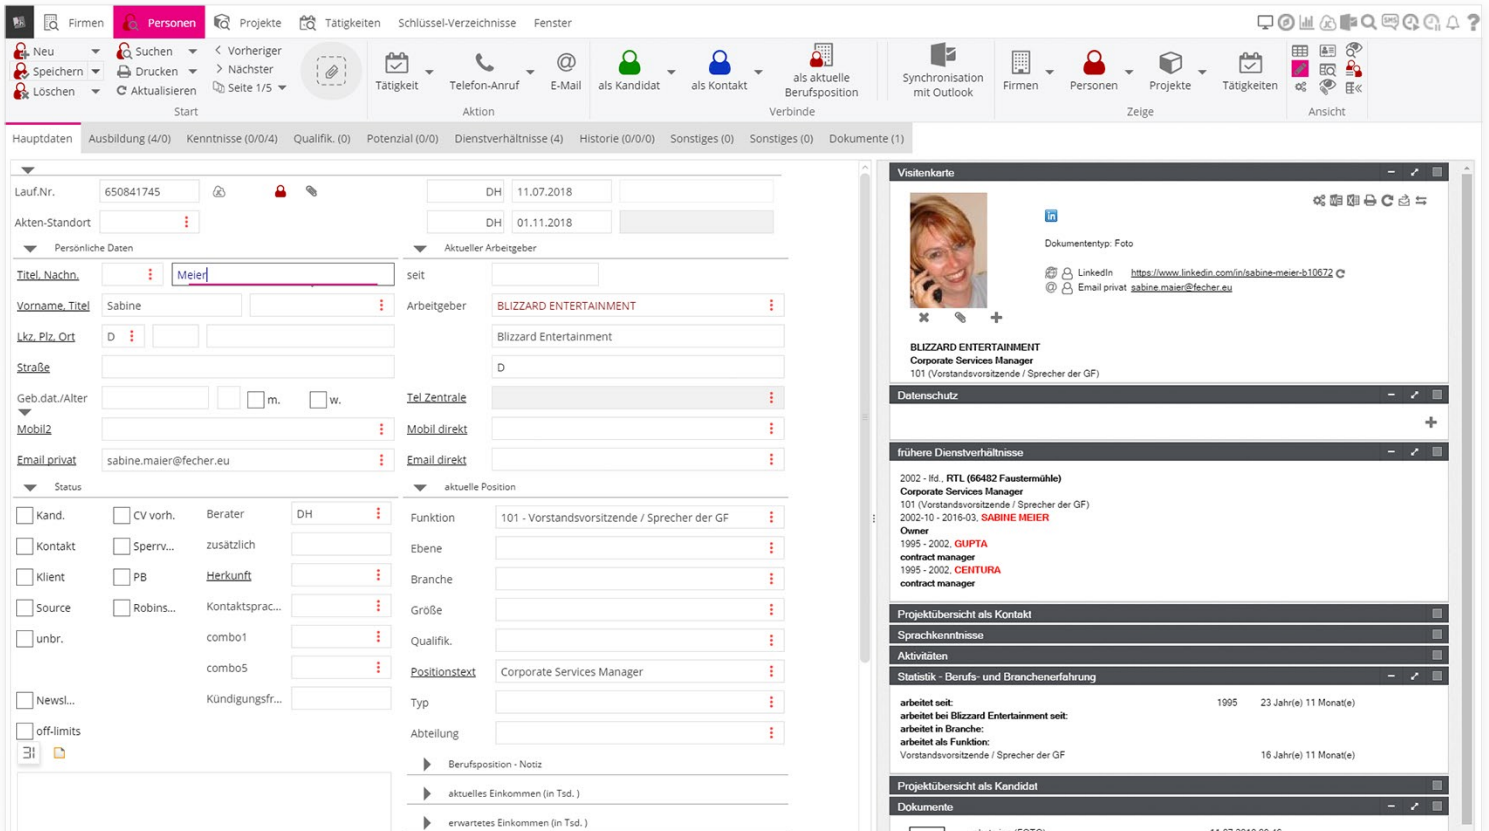 Firmen Personen Projekte Tätigkeiten Schlüssel-Verzeichnisse Fenster
Neu Suchen Vorheriger
Speichern Drucken Nächster
Löschen Aktualisieren Seite 1/5
Start
Tätigkeit Telefon-Anruf E-Mail
Aktion
als Kandidat als Kontakt als aktuelle Berufsposition
Verbinde
Synchronisation mit Outlook
Firmen Personen Projekte Tätigkeiten
Zeige
Ansicht
Hauptdaten Ausbildung (4/0) Kenntnisse (0/0/4) Qualifik. (0) Potenzial (0/0) Dienstverhältnisse (4) Historie (0/0/0) Sonstiges (0) Sonstiges (0) Dokumente (1)
Lauf.Nr. 650841745 DH 11.07.2018
Akten-Standort DH 01.11.2018
Persönliche Daten
Titel, Nachn. Meier
Vorname, Titel Sabine
Lkz, Plz, Ort D
Straße
Geb.dat./Alter m. w.
Mobil2
Email privat sabine.maier@fecher.eu
Aktueller Arbeitgeber
seit
Arbeitgeber BLIZZARD ENTERTAINMENT
Blizzard Entertainment
D
Tel Zentrale
Mobil direkt
Email direkt
Status
Kand. CV vorh. Berater DH
Kontakt Sperrv... zusätzlich
Klient PB Herkunft
Source Robins... Kontaktsprac...
unbr. combo1
combo5
Newsl... Kündigungsfr...
off-limits
aktuelle Position
Funktion 101 - Vorstandsvorsitzende / Sprecher der GF
Ebene
Branche
Größe
Qualifik.
Positionstext Corporate Services Manager
Typ
Abteilung
Berufsposition - Notiz
aktuelles Einkommen (in Tsd. )
erwartetes Einkommen (in Tsd. )
Visitenkarte
Dokumententyp: Foto
LinkedIn https://www.linkedin.com/in/sabine-meier-b10672
Email privat sabine.maier@fecher.eu
BLIZZARD ENTERTAINMENT
Corporate Services Manager
101 (Vorstandsvorsitzende / Sprecher der GF)
Datenschutz
frühere Dienstverhältnisse
2002 - lfd., RTL (66482 Faustermühle)
Corporate Services Manager
101 (Vorstandsvorsitzende / Sprecher der GF)
2002-10 - 2016-03, SABINE MEIER
Owner
1995 - 2002, GUPTA
contract manager
1995 - 2002, CENTURA
contract manager
Projektübersicht als Kontakt
Sprachkenntnisse
Aktivitäten
Statistik - Berufs- und Branchenerfahrung
arbeitet seit: 1995 23 Jahr(e) 11 Monat(e)
arbeitet bei Blizzard Entertainment seit:
arbeitet in Branche:
arbeitet als Funktion:
Vorstandsvorsitzende / Sprecher der GF 16 Jahr(e) 11 Monat(e)
Projektübersicht als Kandidat
Dokumente